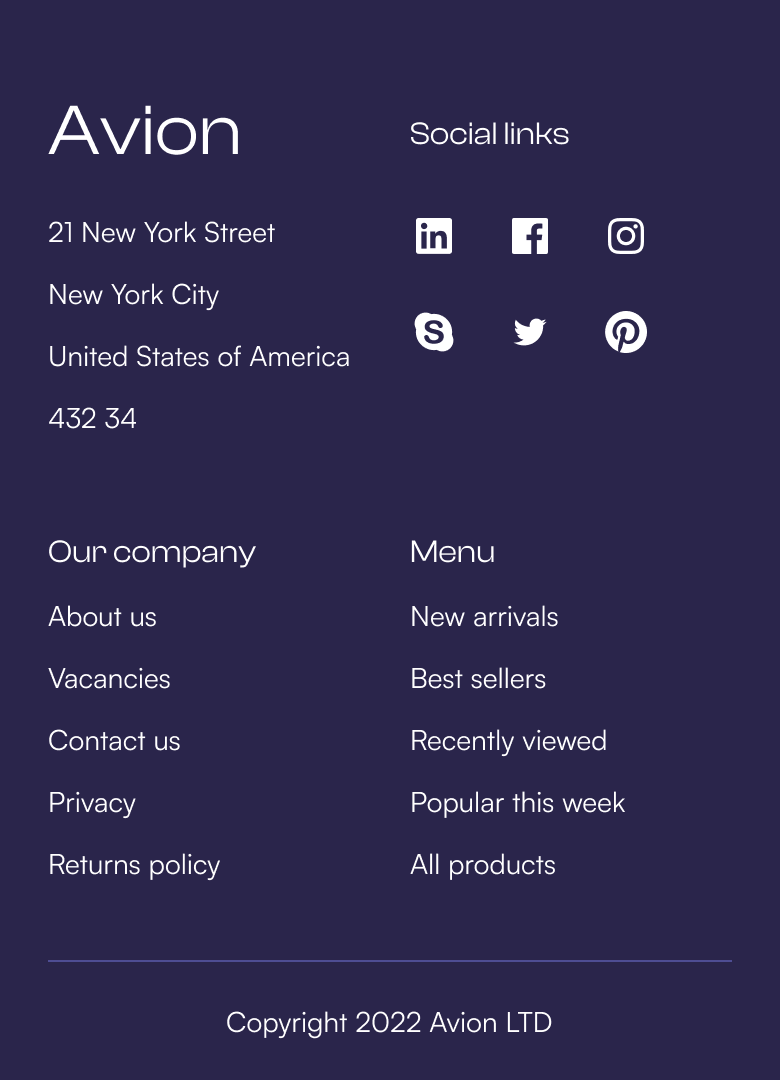 Avion
21 New York Street
New York City
United States of America
432 34
Social links
Our company
About us
Vacancies
Contact us
Privacy
Returns policy
Menu
New arrivals
Best sellers
Recently viewed
Popular this week
All products
Copyright 2022 Avion LTD